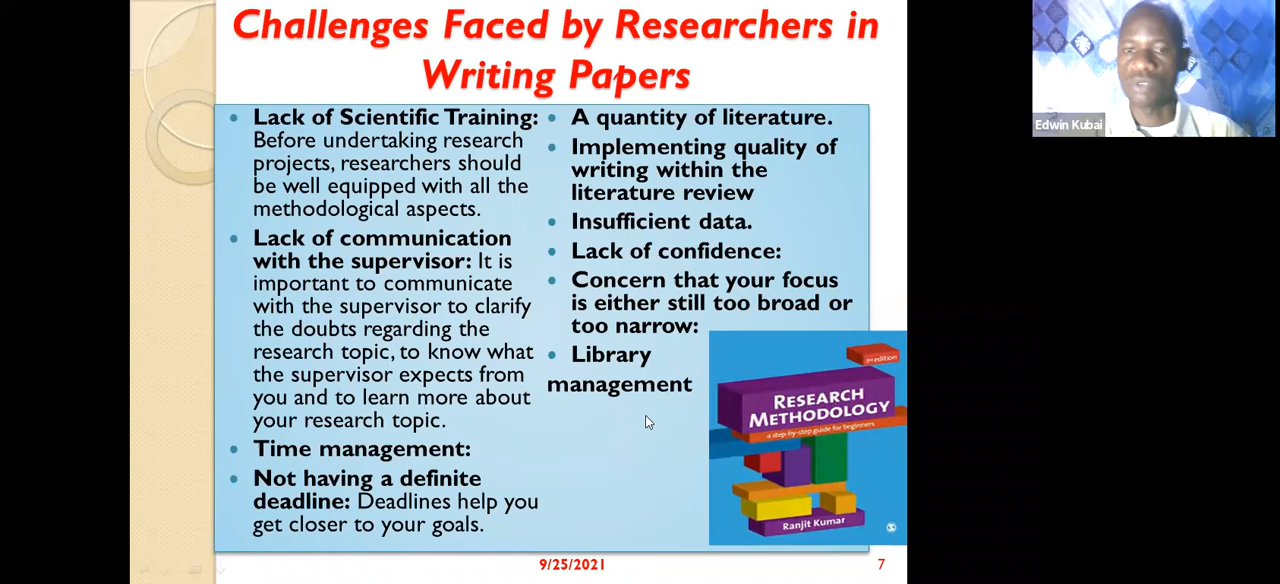 Challenges Faced by Researchers in
Writing Papers
• Lack of Scientific Training:
Before undertaking research
projects, researchers should
be well equipped with all the
methodological aspects.
• Lack of communication
with the supervisor: It is
important to communicate
with the supervisor to clarify
the doubts regarding the
research topic, to know what
the supervisor expects from
you and to learn more about
your research topic.
• Time management:
• Not having a definite
deadline: Deadlines help you
get closer to your goals.
• A quantity of literature.
• Implementing quality of
writing within the
literature review
• Insufficient data.
• Lack of confidence:
• Concern that your focus
is either still too broad or
too narrow:
• Library
management
edition
RESEARCH
METHODOLOGY
a step-by-step guide for beginners
Ranjit Kumar
9/25/2021
7
Edwin Kubai